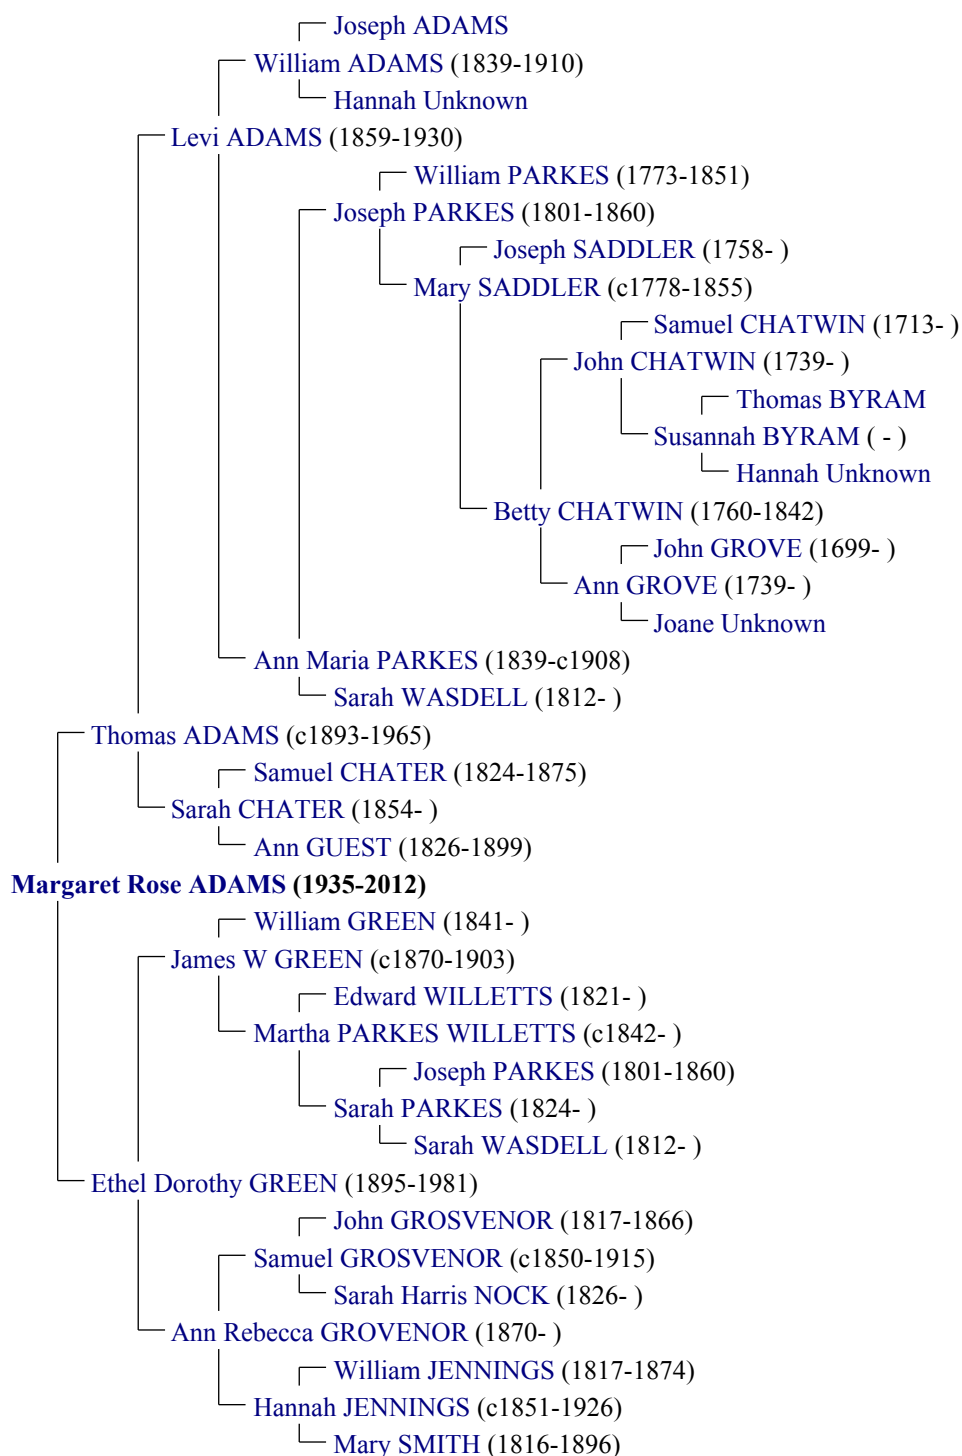 Joseph ADAMS
William ADAMS (1839-1910)
Hannah Unknown
Levi ADAMS (1859-1930)
William PARKES (1773-1851)
Joseph PARKES (1801-1860)
Joseph SADDLER (1758- )
Mary SADDLER (c1778-1855)
Samuel CHATWIN (1713- )
John CHATWIN (1739- )
Thomas BYRAM
Susannah BYRAM ( - )
Hannah Unknown
Betty CHATWIN (1760-1842)
John GROVE (1699- )
Ann GROVE (1739- )
Joane Unknown
Ann Maria PARKES (1839-c1908)
Sarah WASDELL (1812- )
Thomas ADAMS (c1893-1965)
Samuel CHATER (1824-1875)
Sarah CHATER (1854- )
Ann GUEST (1826-1899)
Margaret Rose ADAMS (1935-2012)
William GREEN (1841- )
James W GREEN (c1870-1903)
Edward WILLETTS (1821- )
Martha PARKES WILLETTS (c1842- )
Joseph PARKES (1801-1860)
Sarah PARKES (1824- )
Sarah WASDELL (1812- )
Ethel Dorothy GREEN (1895-1981)
John GROSVENOR (1817-1866)
Samuel GROSVENOR (c1850-1915)
Sarah Harris NOCK (1826- )
Ann Rebecca GROVENOR (1870- )
William JENNINGS (1817-1874)
Hannah JENNINGS (c1851-1926)
Mary SMITH (1816-1896)